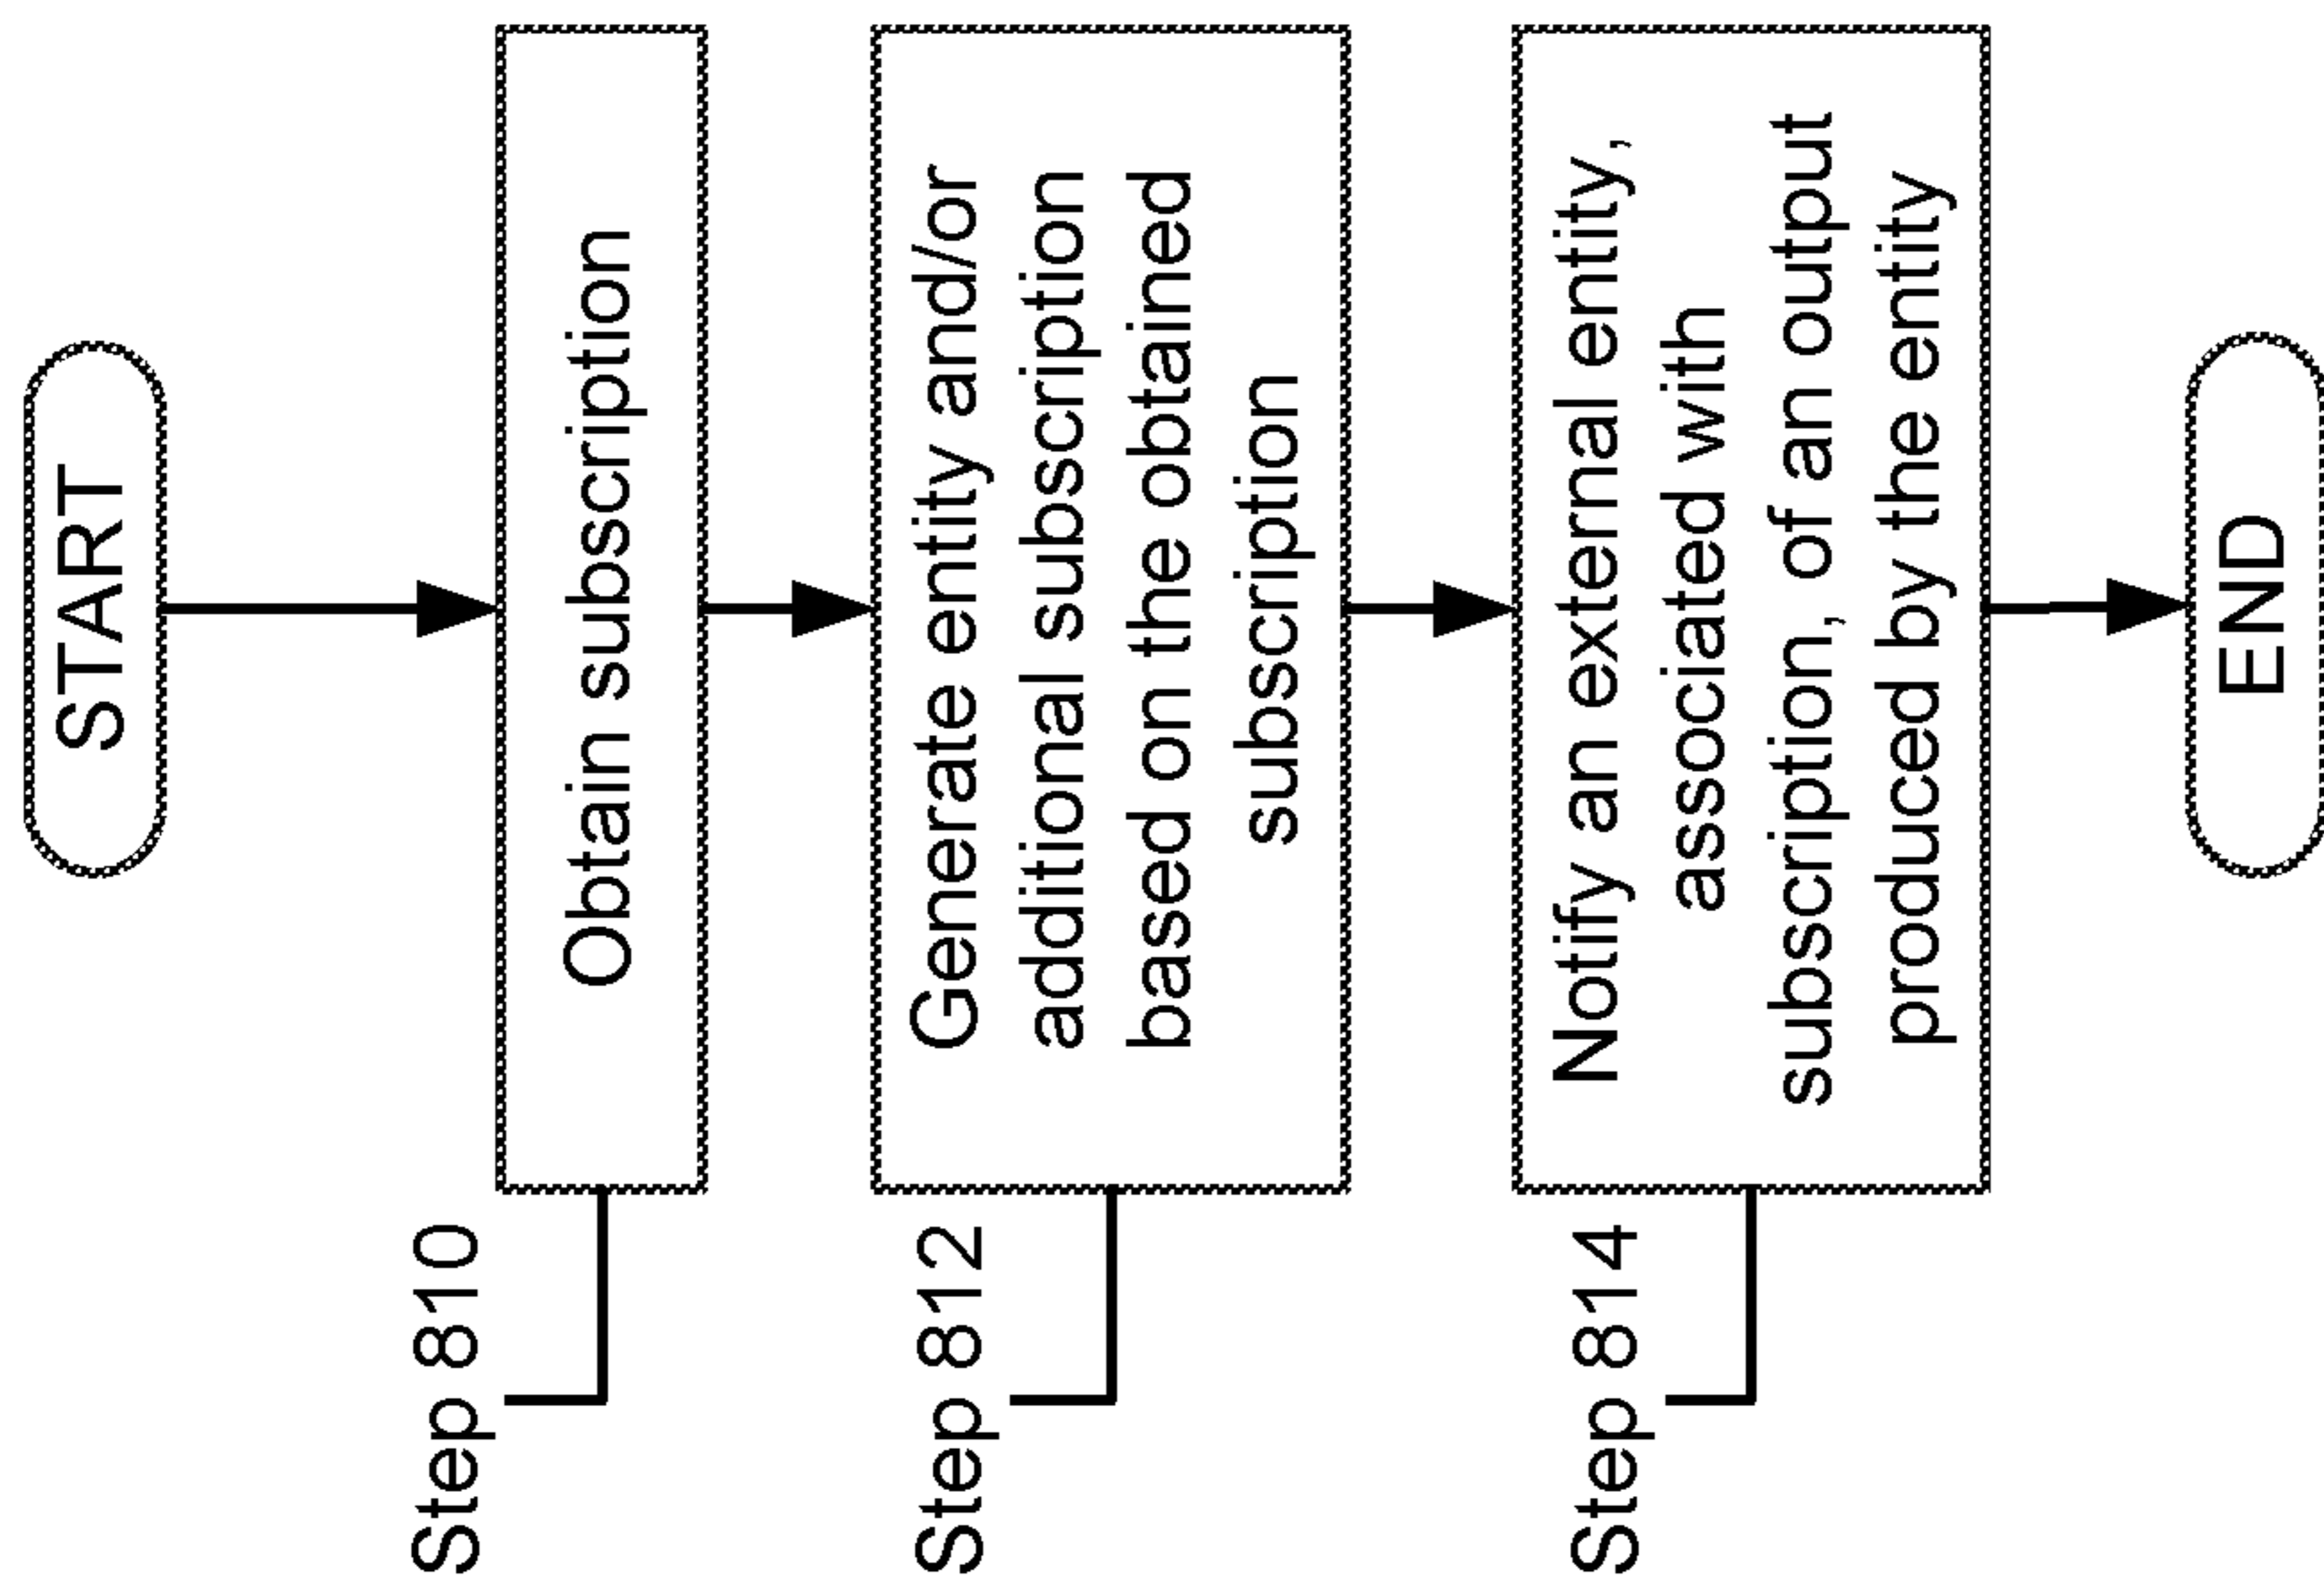 START
Step 810
Obtain subscription
Step 812
Generate entity and/or
additional subscription
based on the obtained
subscription
Step 814
Notify an external entity,
associated with
subscription, of an output
produced by the entity
END